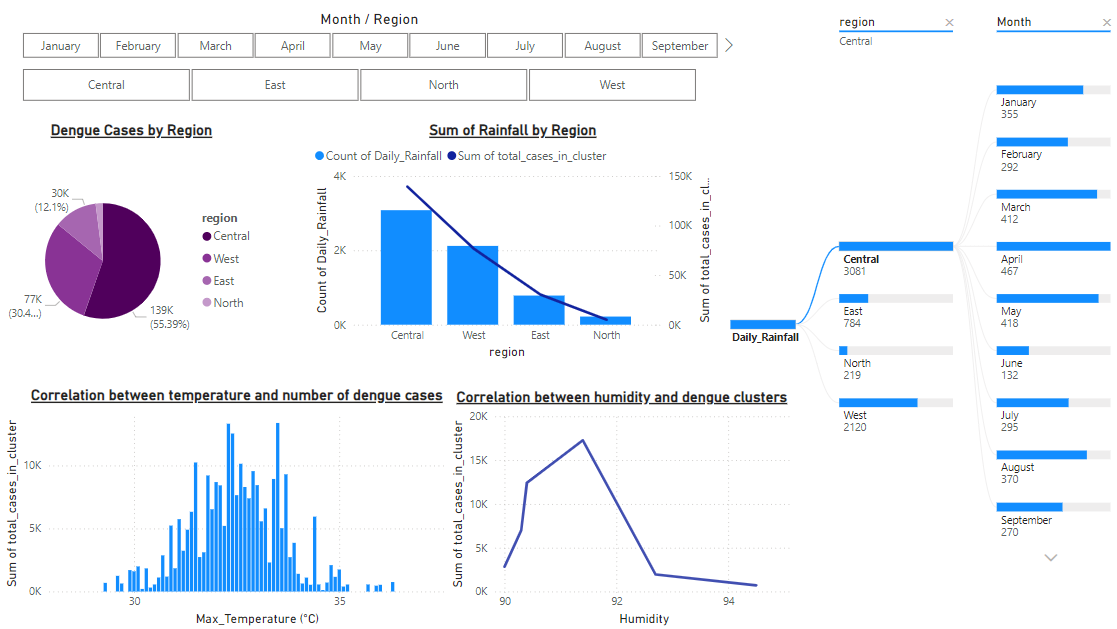 Month / Region
January February March April May June July August September
Central East North West
Dengue Cases by Region
30K
(12.1%)
77K
(30.4...)
139K
(55.39%)
region
Central
West
East
North
Sum of Rainfall by Region
Count of Daily_Rainfall Sum of total_cases_in_cluster
Count of Daily_Rainfall
4K
2K
0K
150K
100K
50K
0K
Sum of total_cases_in_cl...
Central West East North
region
Correlation between temperature and number of dengue cases
Sum of total_cases_in_cluster
10K
5K
0K
30 35
Max_Temperature (°C)
Correlation between humidity and dengue clusters
Sum of total_cases_in_cluster
20K
15K
10K
5K
0K
90 92 94
Humidity
region
Central
Month
Daily_Rainfall
Central
3081
East
784
North
219
West
2120
January
355
February
292
March
412
April
467
May
418
June
132
July
295
August
370
September
270